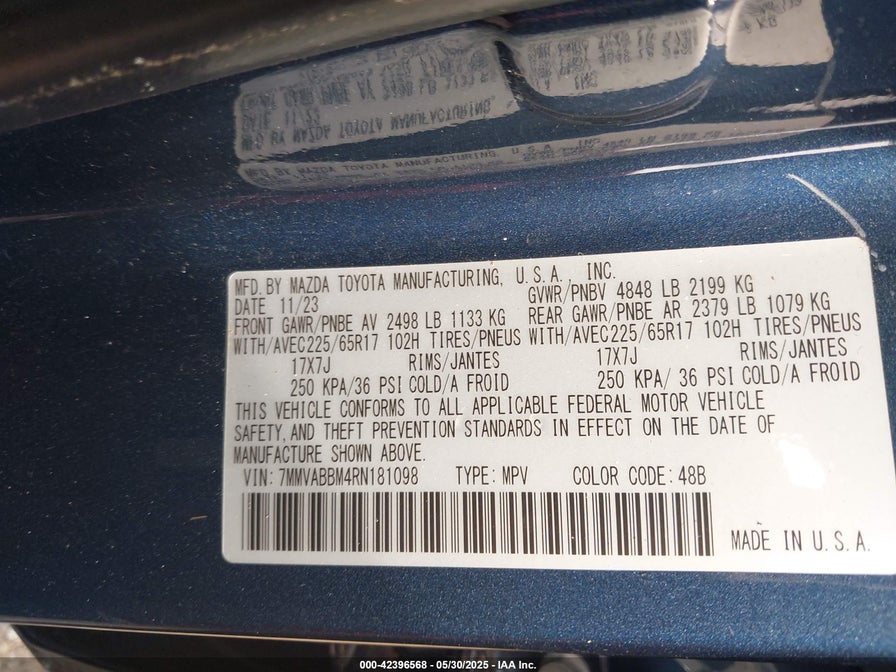 MFD. BY MAZDA TOYOTA MANUFACTURING, U.S.A. INC.
DATE 11/23 GVWR/PNBV 4848 LB 2199 KG
FRONT GAWR/PNBE AV 2498 LB 1133 KG REAR GAWR/PNBE AR 2379 LB 1079 KG
WITH/AVEC225/65R17 102H TIRES/PNEUS WITH/AVEC225/65R17 102H TIRES/PNEUS
17X7J RIMS/JANTES 17X7J RIMS/JANTES
250 KPA/36 PSI COLD/A FROID 250 KPA/ 36 PSI COLD/A FROID
THIS VEHICLE CONFORMS TO ALL APPLICABLE FEDERAL MOTOR VEHICLE
SAFETY, AND THEFT PREVENTION STANDARDS IN EFFECT ON THE DATE OF
MANUFACTURE SHOWN ABOVE.
VIN: 7MMVABBM4RN181098 TYPE: MPV COLOR CODE: 48B
MADE IN U.S.A.
000-42396568 - 05/30/2025 - IAA Inc.